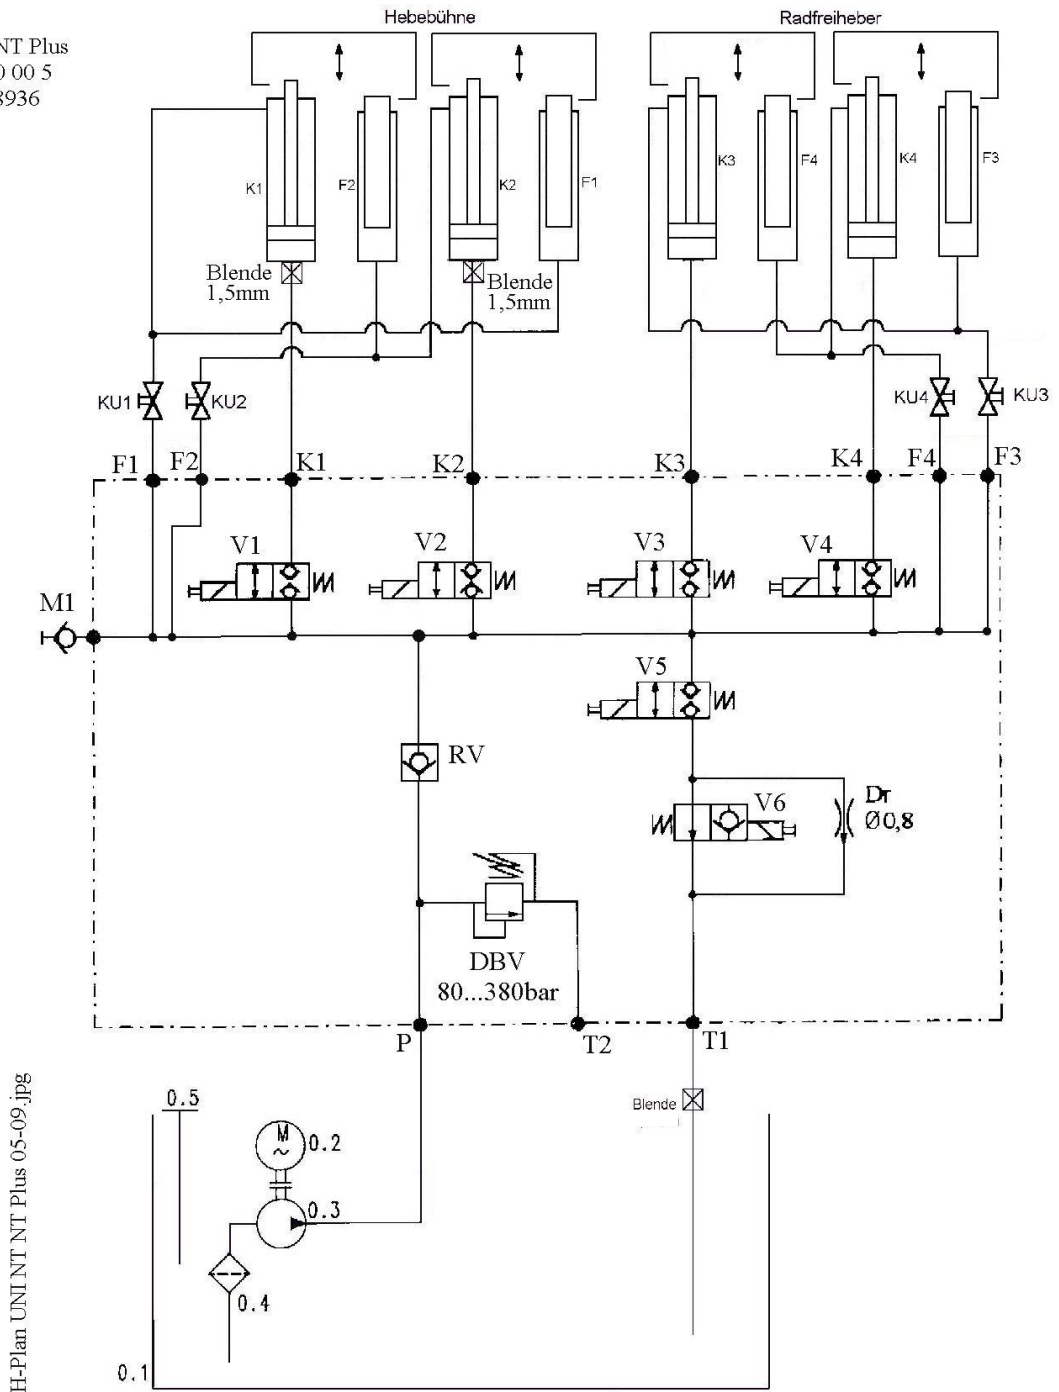 Hebebühne
Radfreiheber
NT Plus
0 00 5
8936
K1
F2
K2
F1
K3
F4
K4
F3
Blende
1,5mm
Blende
1,5mm
KU1
KU2
KU4
KU3
F1
F2
K1
K2
K3
K4
F4
F3
V1
V2
V3
V4
M1
V5
RV
V6
Dr
Ø0,8
DBV
80...380bar
P
T2
T1
0.5
Blende
M
~
0.2
0.3
0.4
0.1
H-Plan UNI NT NT Plus 05-09.jpg